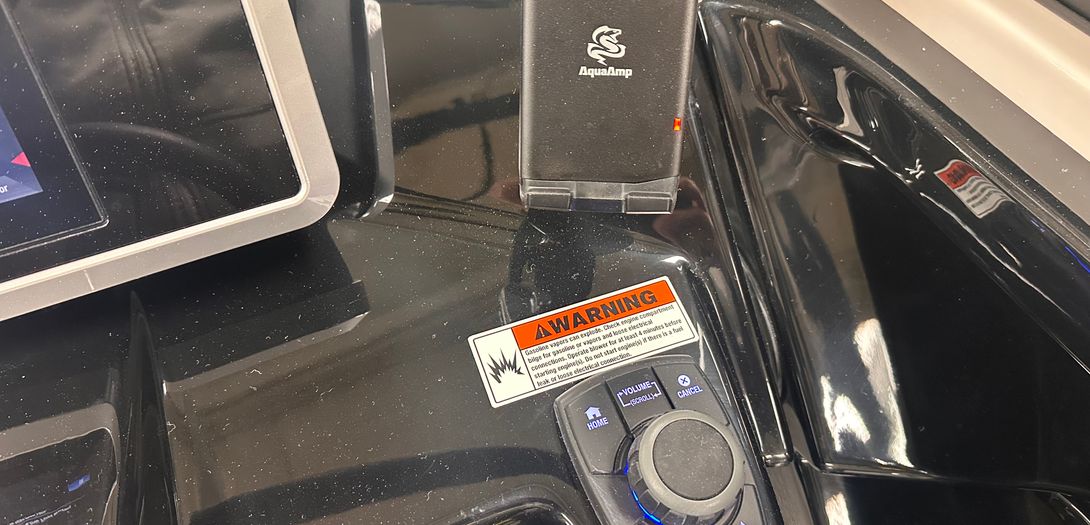 AquaAmp
or
WARNING
Gasoline vapors can explode. Check engine compartment
bilge for gasoline or vapors and loose electrical
connections. Operate blower for at least 4 minutes before
starting engine(s). Do not start engine(s) if there is a fuel
leak or loose electrical connection.
VOLUME
(SCROLL)
CANCEL
HOME